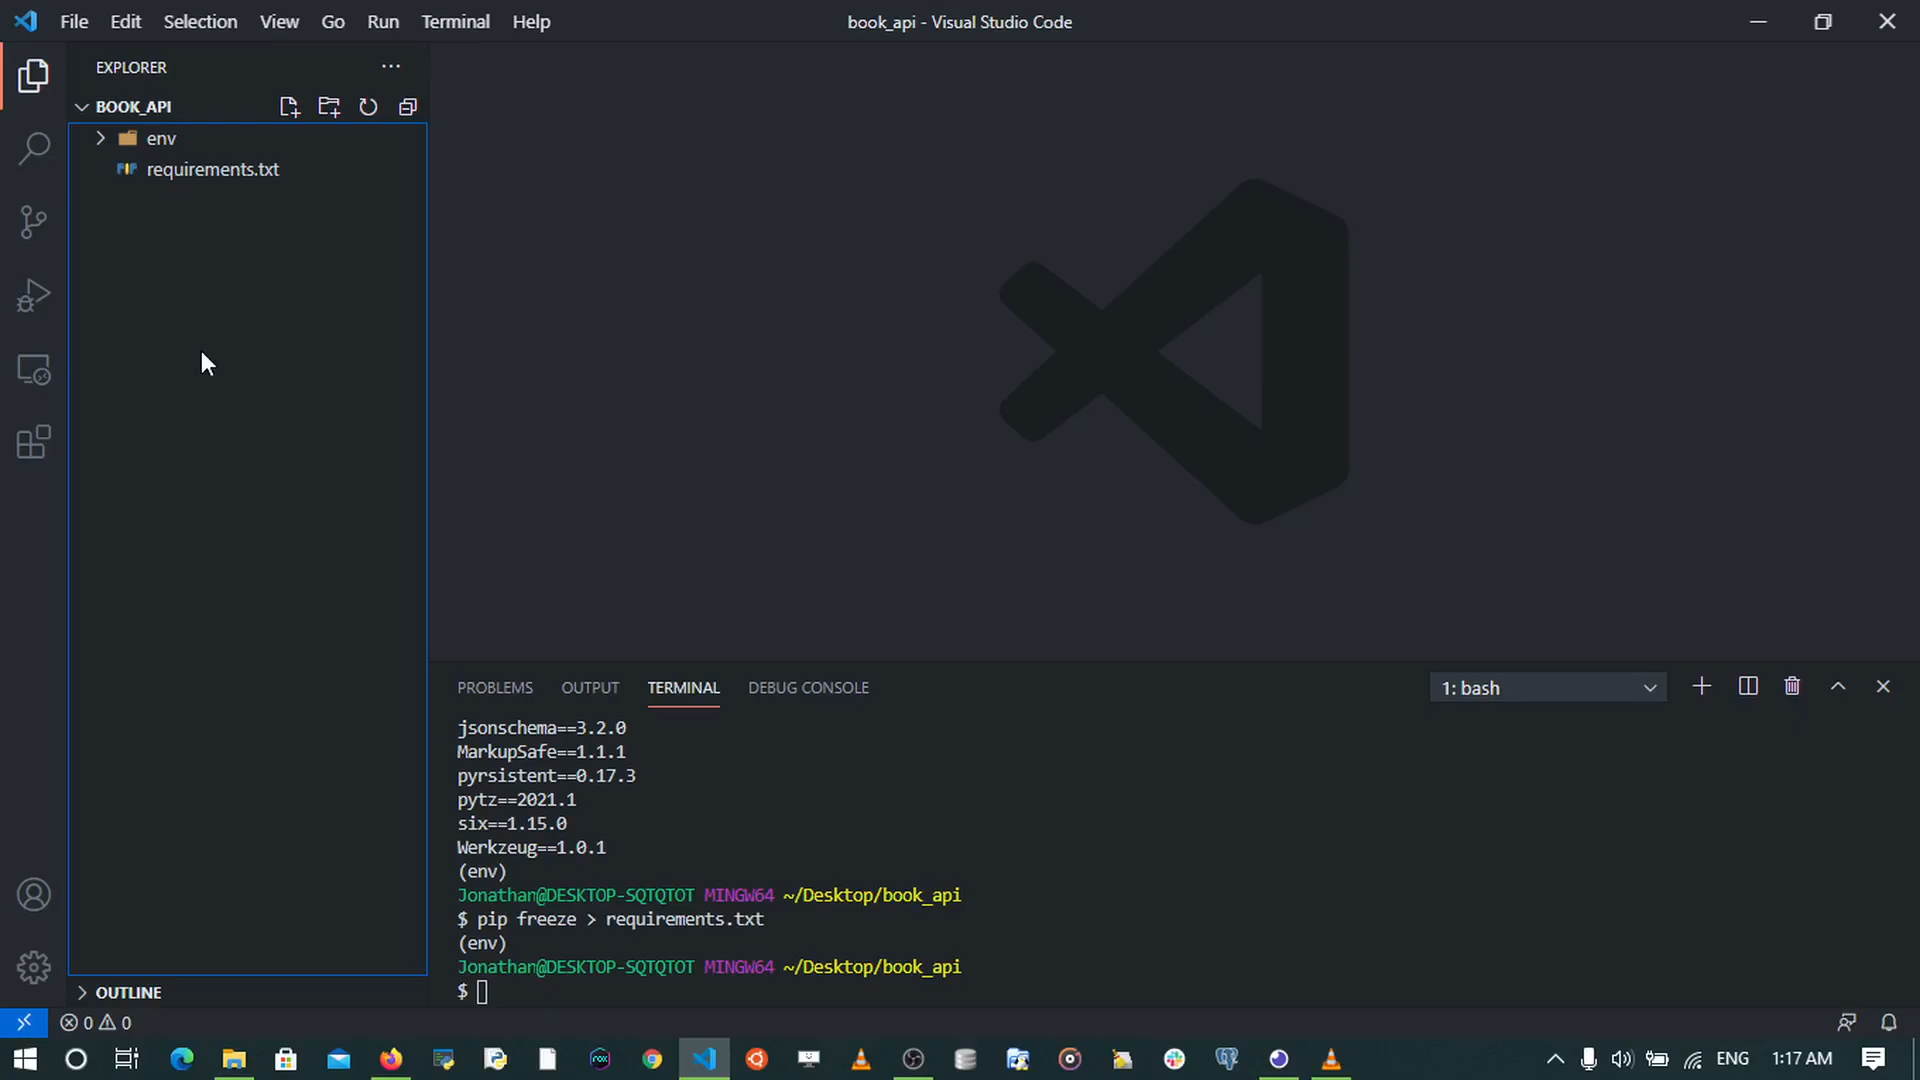 File Edit Selection View Go Run Terminal Help
book_api - Visual Studio Code
EXPLORER
BOOK_API
env
requirements.txt
OUTLINE
PROBLEMS OUTPUT TERMINAL DEBUG CONSOLE
1: bash
jsonschema==3.2.0
MarkupSafe==1.1.1
pyrsistent==0.17.3
pytz==2021.1
six==1.15.0
Werkzeug==1.0.1
(env)
Jonathan@DESKTOP-SQTQTOT MINGW64 ~/Desktop/book_api
$ pip freeze > requirements.txt
(env)
Jonathan@DESKTOP-SQTQTOT MINGW64 ~/Desktop/book_api
$
0 0
ENG 1:17 AM